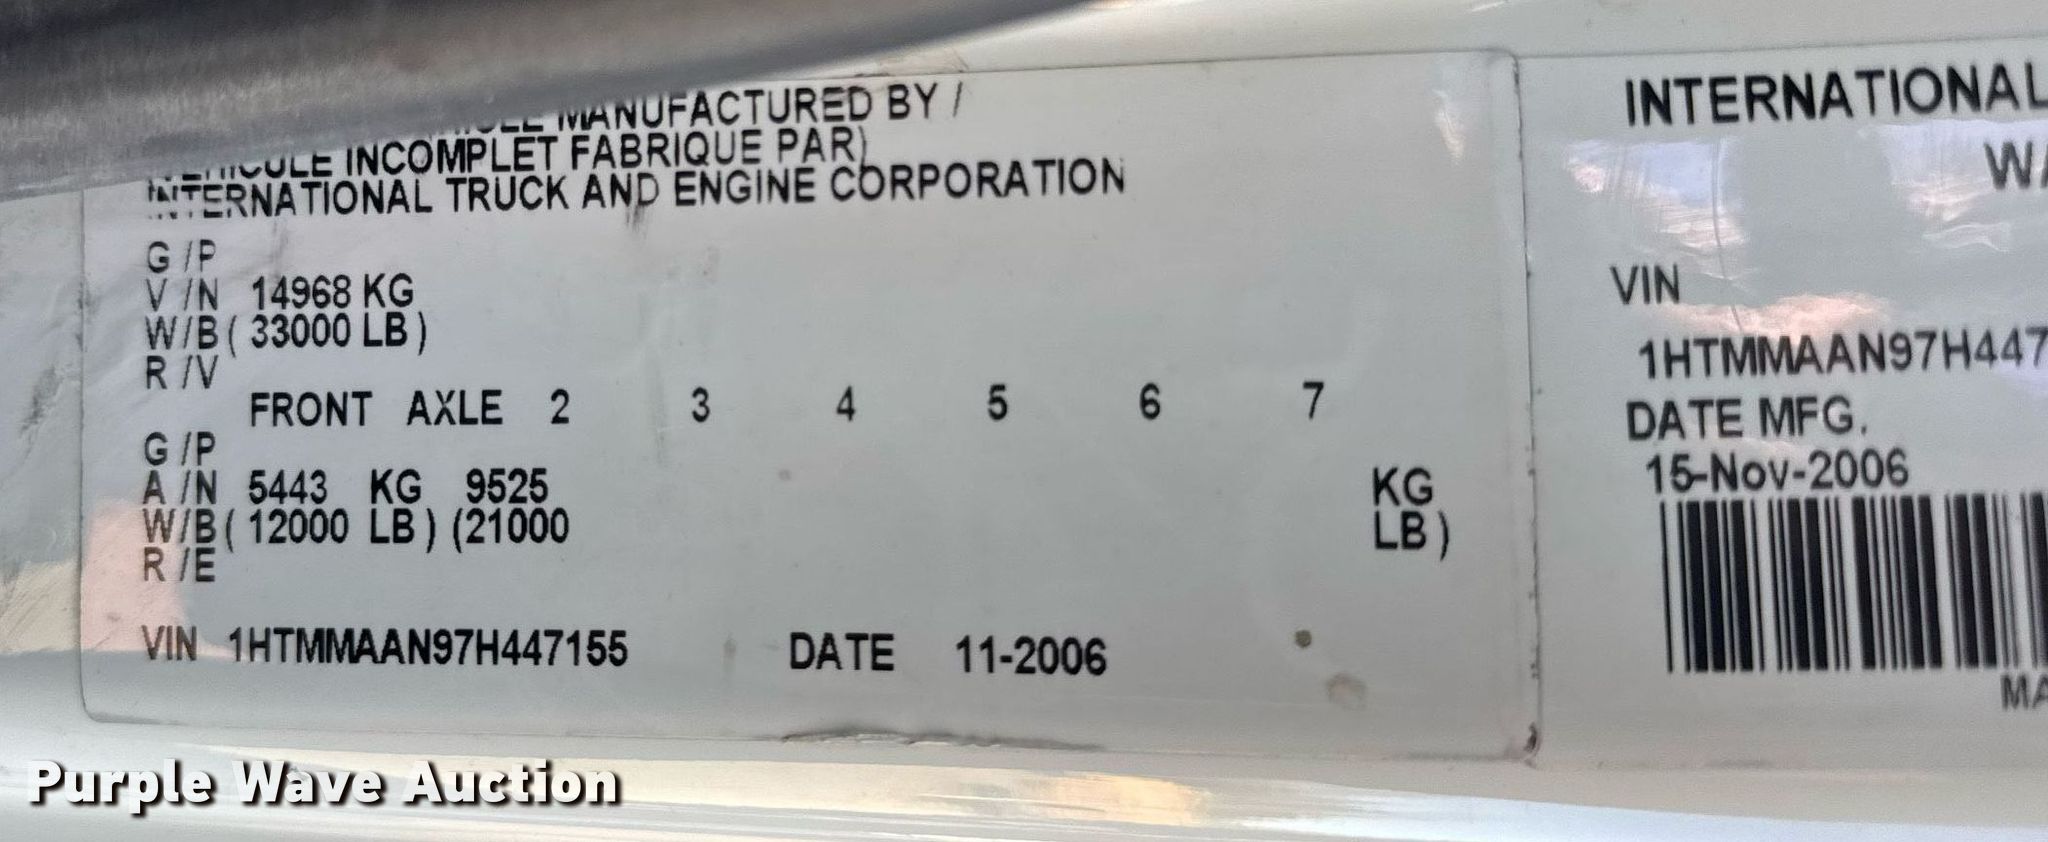 MANUFACTURED BY /
INCOMPLET FABRIQUE PAR)
INTERNATIONAL TRUCK AND ENGINE CORPORATION
G /P
V /N 14968 KG
W/B ( 33000 LB )
R /V
FRONT AXLE 2 3 4 5 6 7
G /P
A /N 5443 KG 9525 KG
W/B ( 12000 LB ) (21000 LB )
R /E
VIN 1HTMMAAN97H447155 DATE 11-2006
INTERNATIONAL
WA
VIN
1HTMMAAN97H447
DATE MFG.
15-Nov-2006
MA
Purple Wave Auction